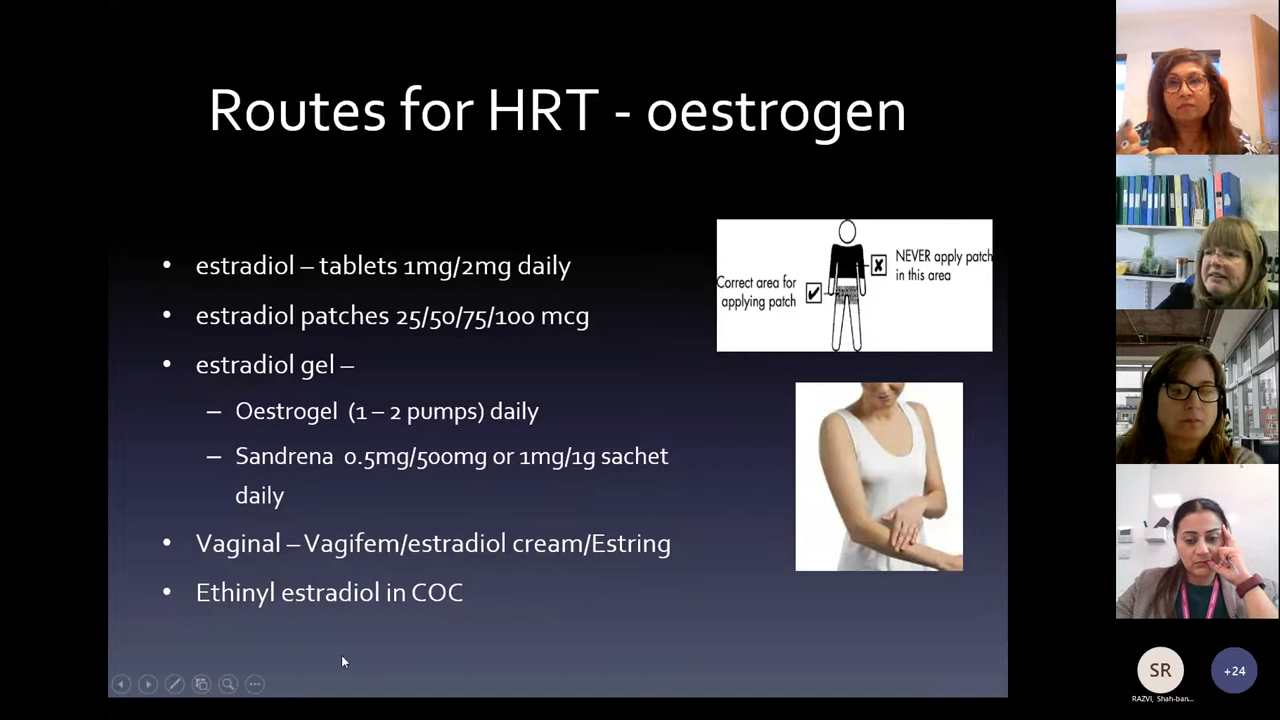 Routes for HRT - oestrogen
• estradiol – tablets 1mg/2mg daily
• estradiol patches 25/50/75/100 mcg
• estradiol gel –
– Oestrogel (1 – 2 pumps) daily
– Sandrena 0.5mg/500mg or 1mg/1g sachet
daily
• Vaginal – Vagifem/estradiol cream/Estring
• Ethinyl estradiol in COC
Correct area for
applying patch
NEVER apply patch
in this area
SR
RAZVI, Shah-ban...
+24